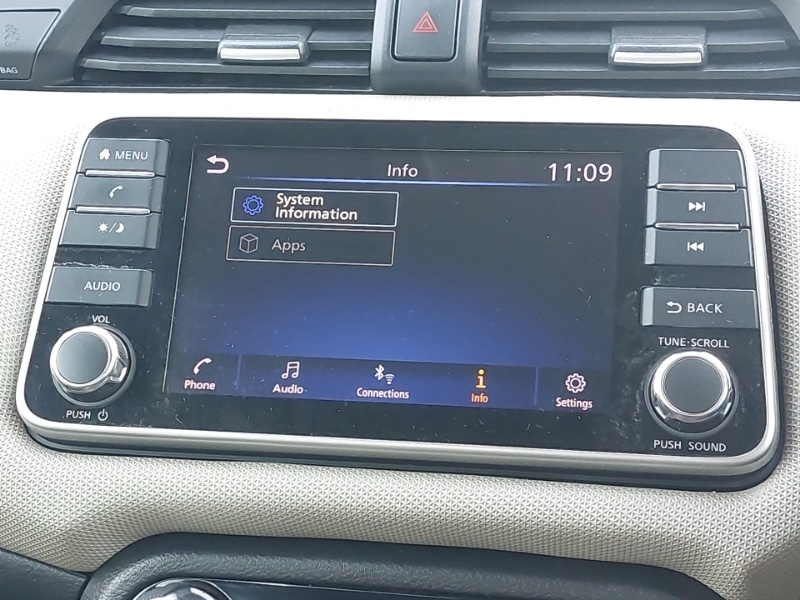 BAG
MENU
AUDIO
VOL
PUSH
Info
11:09
System
Information
Apps
Phone
Audio
Connections
Info
Settings
BACK
TUNE·SCROLL
PUSH SOUND